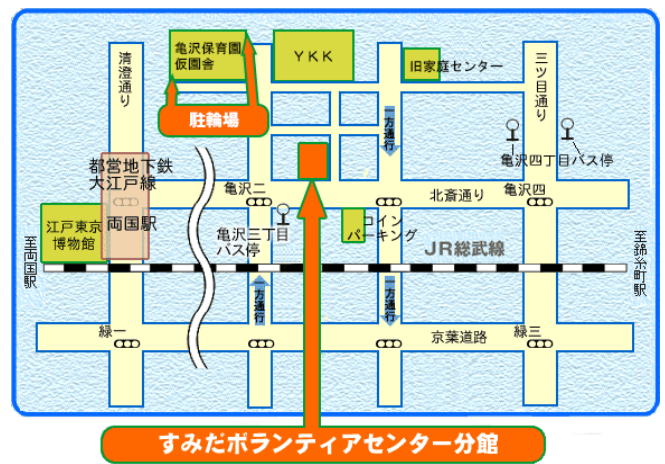 亀沢保育園
仮園舎
YKK
旧家庭センター
清澄通り
三ツ目通り
駐輪場
一方通行
亀沢四丁目バス停
都営地下鉄
大江戸線
両国駅
亀沢二
北斎通り
亀沢四
江戸東京
博物館
亀沢三丁目
バス停
コイン
パーキング
JR総武線
至両国駅
至錦糸町駅
一方通行
一方通行
緑一
京葉道路
緑三
すみだボランティアセンター分館